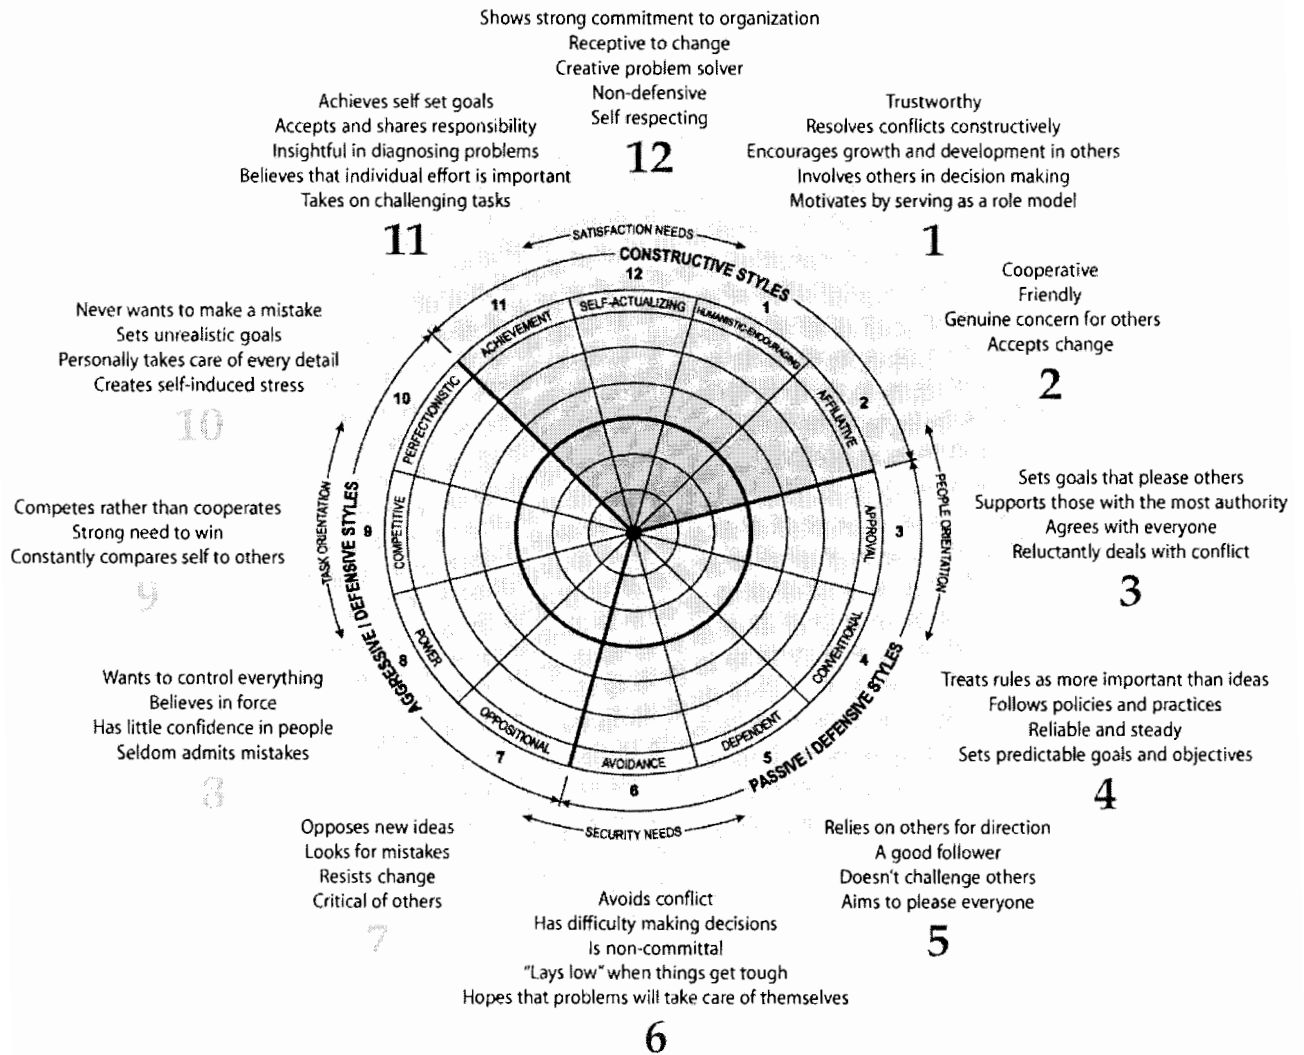 Shows strong commitment to organization
Receptive to change
Creative problem solver
Non-defensive
Self respecting
12
Achieves self set goals
Accepts and shares responsibility
Insightful in diagnosing problems
Believes that individual effort is important
Takes on challenging tasks
11
Trustworthy
Resolves conflicts constructively
Encourages growth and development in others
Involves others in decision making
Motivates by serving as a role model
1
Cooperative
Friendly
Genuine concern for others
Accepts change
2
Never wants to make a mistake
Sets unrealistic goals
Personally takes care of every detail
Creates self-induced stress
10
Sets goals that please others
Supports those with the most authority
Agrees with everyone
Reluctantly deals with conflict
3
Competes rather than cooperates
Strong need to win
Constantly compares self to others
9
Treats rules as more important than ideas
Follows policies and practices
Reliable and steady
Sets predictable goals and objectives
4
Wants to control everything
Believes in force
Has little confidence in people
Seldom admits mistakes
8
Relies on others for direction
A good follower
Doesn't challenge others
Aims to please everyone
5
Opposes new ideas
Looks for mistakes
Resists change
Critical of others
7
Avoids conflict
Has difficulty making decisions
Is non-committal
"Lays low" when things get tough
Hopes that problems will take care of themselves
6
SATISFACTION NEEDS
CONSTRUCTIVE STYLES
12
SELF-ACTUALIZING
1
HUMANISTIC-ENCOURAGING
2
AFFILIATIVE
PEOPLE ORIENTATION
3
APPROVAL
4
CONVENTIONAL
PASSIVE / DEFENSIVE STYLES
5
DEPENDENT
6
AVOIDANCE
SECURITY NEEDS
7
OPPOSITIONAL
8
POWER
AGGRESSIVE / DEFENSIVE STYLES
TASK ORIENTATION
9
COMPETITIVE
10
PERFECTIONISTIC
11
ACHIEVEMENT